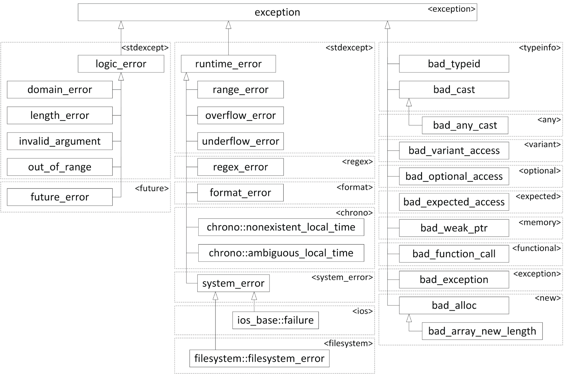 exception
<exception>
<stdexcept>
logic_error
domain_error
length_error
invalid_argument
out_of_range
<future>
future_error
<stdexcept>
runtime_error
range_error
overflow_error
underflow_error
<regex>
regex_error
<format>
format_error
<chrono>
chrono::nonexistent_local_time
chrono::ambiguous_local_time
<system_error>
system_error
<ios>
ios_base::failure
<filesystem>
filesystem::filesystem_error
<typeinfo>
bad_typeid
bad_cast
<any>
bad_any_cast
<variant>
bad_variant_access
<optional>
bad_optional_access
<expected>
bad_expected_access
<memory>
bad_weak_ptr
<functional>
bad_function_call
<exception>
bad_exception
<new>
bad_alloc
bad_array_new_length